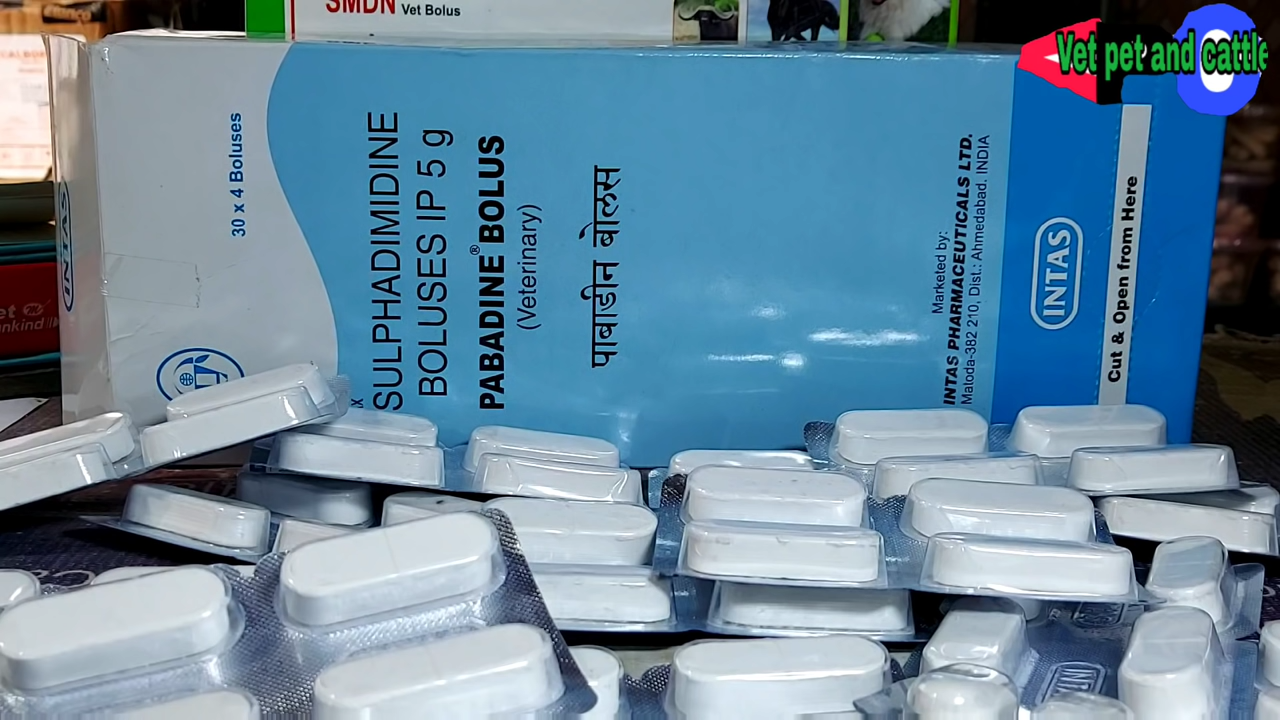 SMDN Vet Bolus
Vet pet and cattle
30 x 4 Boluses
SULPHADIMIDINE
BOLUSES IP 5 g
PABADINE® BOLUS
(Veterinary)
पाबाडीन बोलस
Marketed by:
INTAS PHARMACEUTICALS LTD.
Matoda-382 210, Dist.: Ahmedabad. INDIA
INTAS
Cut & Open from Here
INTAS
INTAS